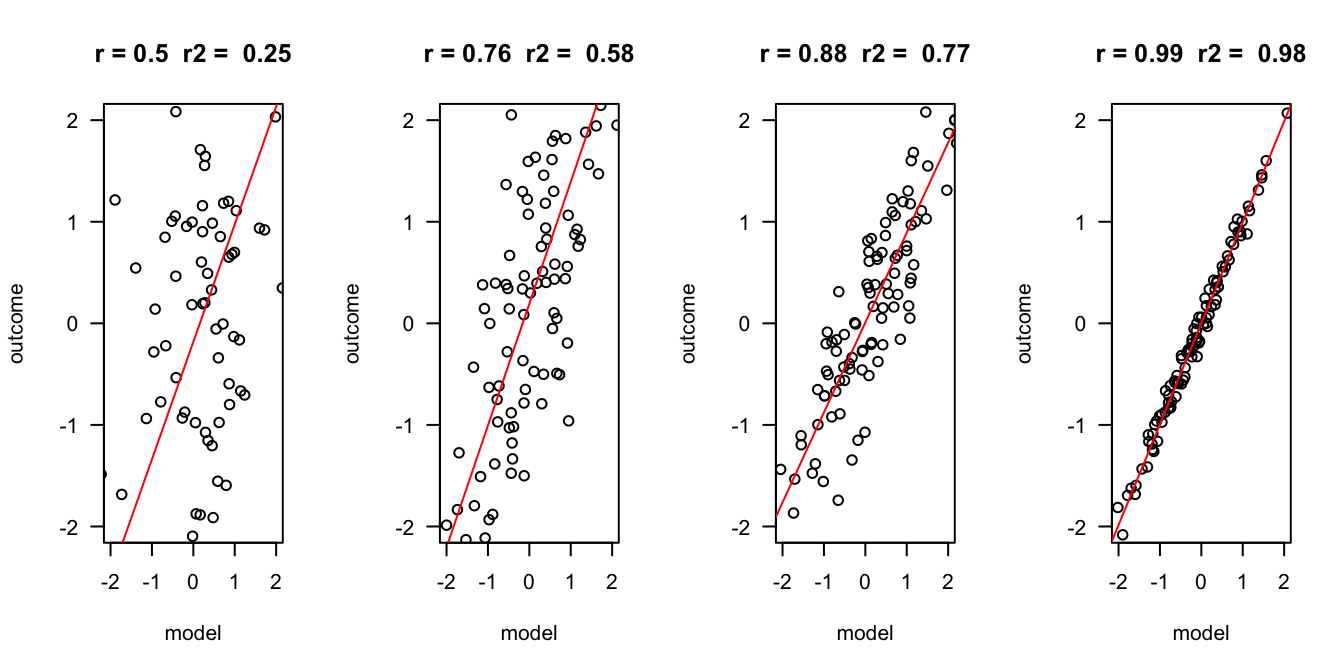 r = 0.5 r2 = 0.25
outcome
2
1
0
-1
-2
-2 -1 0 1 2
model
r = 0.76 r2 = 0.58
outcome
2
1
0
-1
-2
-2 -1 0 1 2
model
r = 0.88 r2 = 0.77
outcome
2
1
0
-1
-2
-2 -1 0 1 2
model
r = 0.99 r2 = 0.98
outcome
2
1
0
-1
-2
-2 -1 0 1 2
model